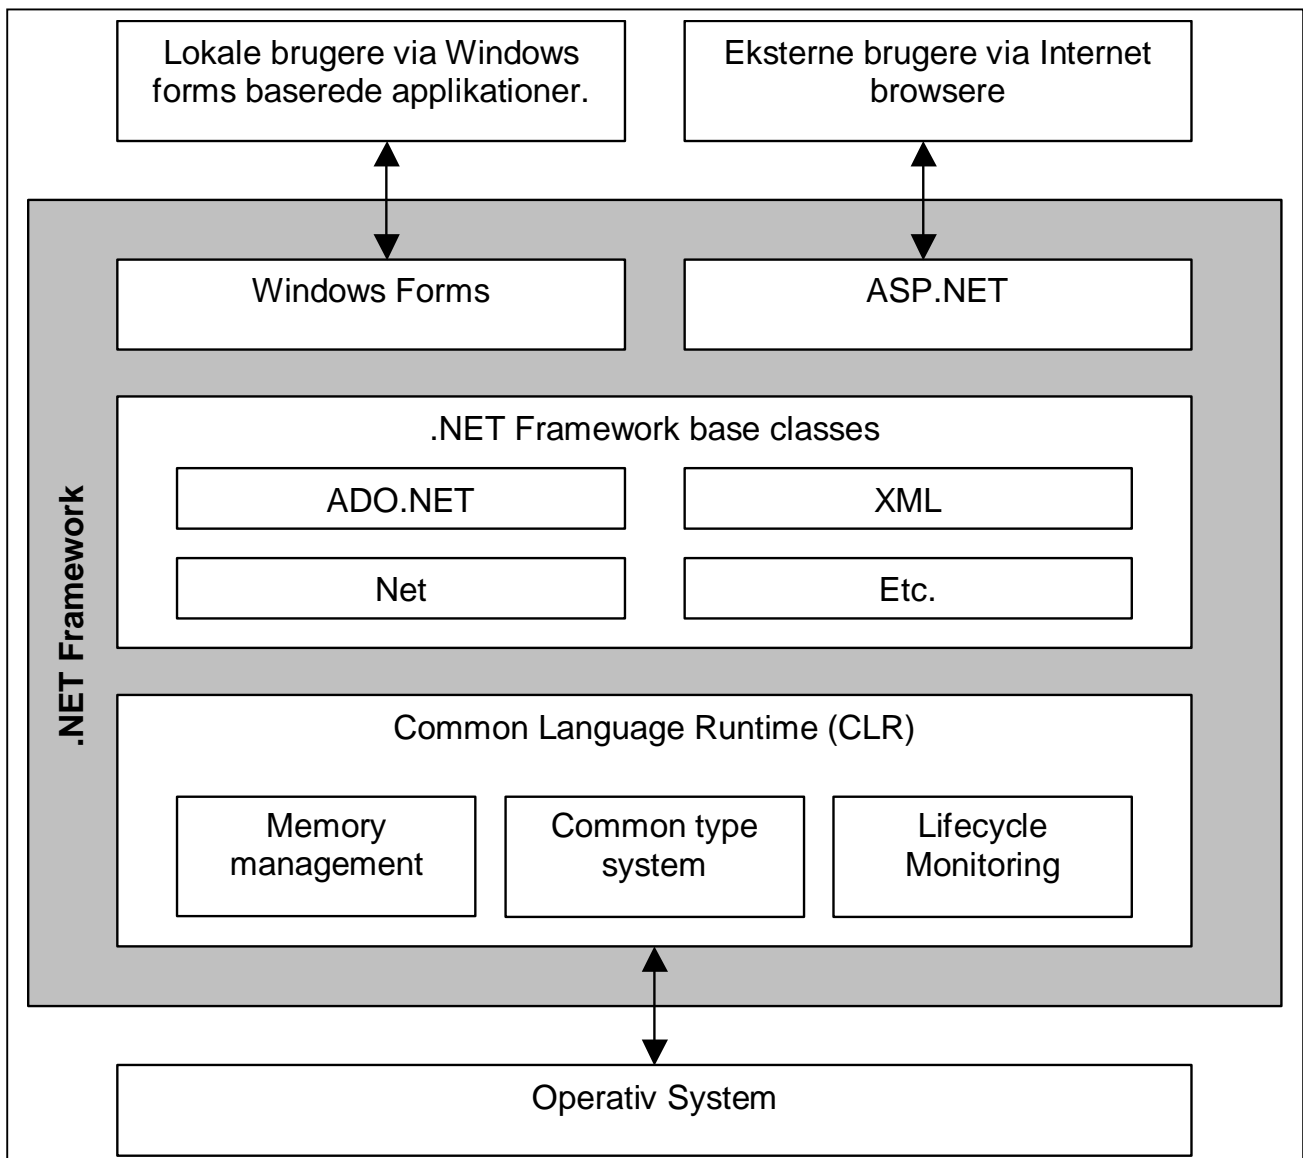 Lokale brugere via Windows
forms baserede applikationer.
Eksterne brugere via Internet
browsere
Windows Forms
ASP.NET
.NET Framework
.NET Framework base classes
ADO.NET
XML
Net
Etc.
Common Language Runtime (CLR)
Memory
management
Common type
system
Lifecycle
Monitoring
Operativ System